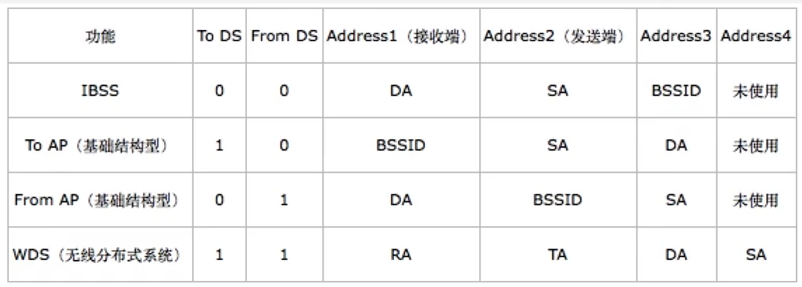 功能 To DS From DS Address1（接收端） Address2（发送端） Address3 Address4
IBSS 0 0 DA SA BSSID 未使用
To AP（基础结构型） 1 0 BSSID SA DA 未使用
From AP（基础结构型） 0 1 DA BSSID SA 未使用
WDS（无线分布式系统） 1 1 RA TA DA SA